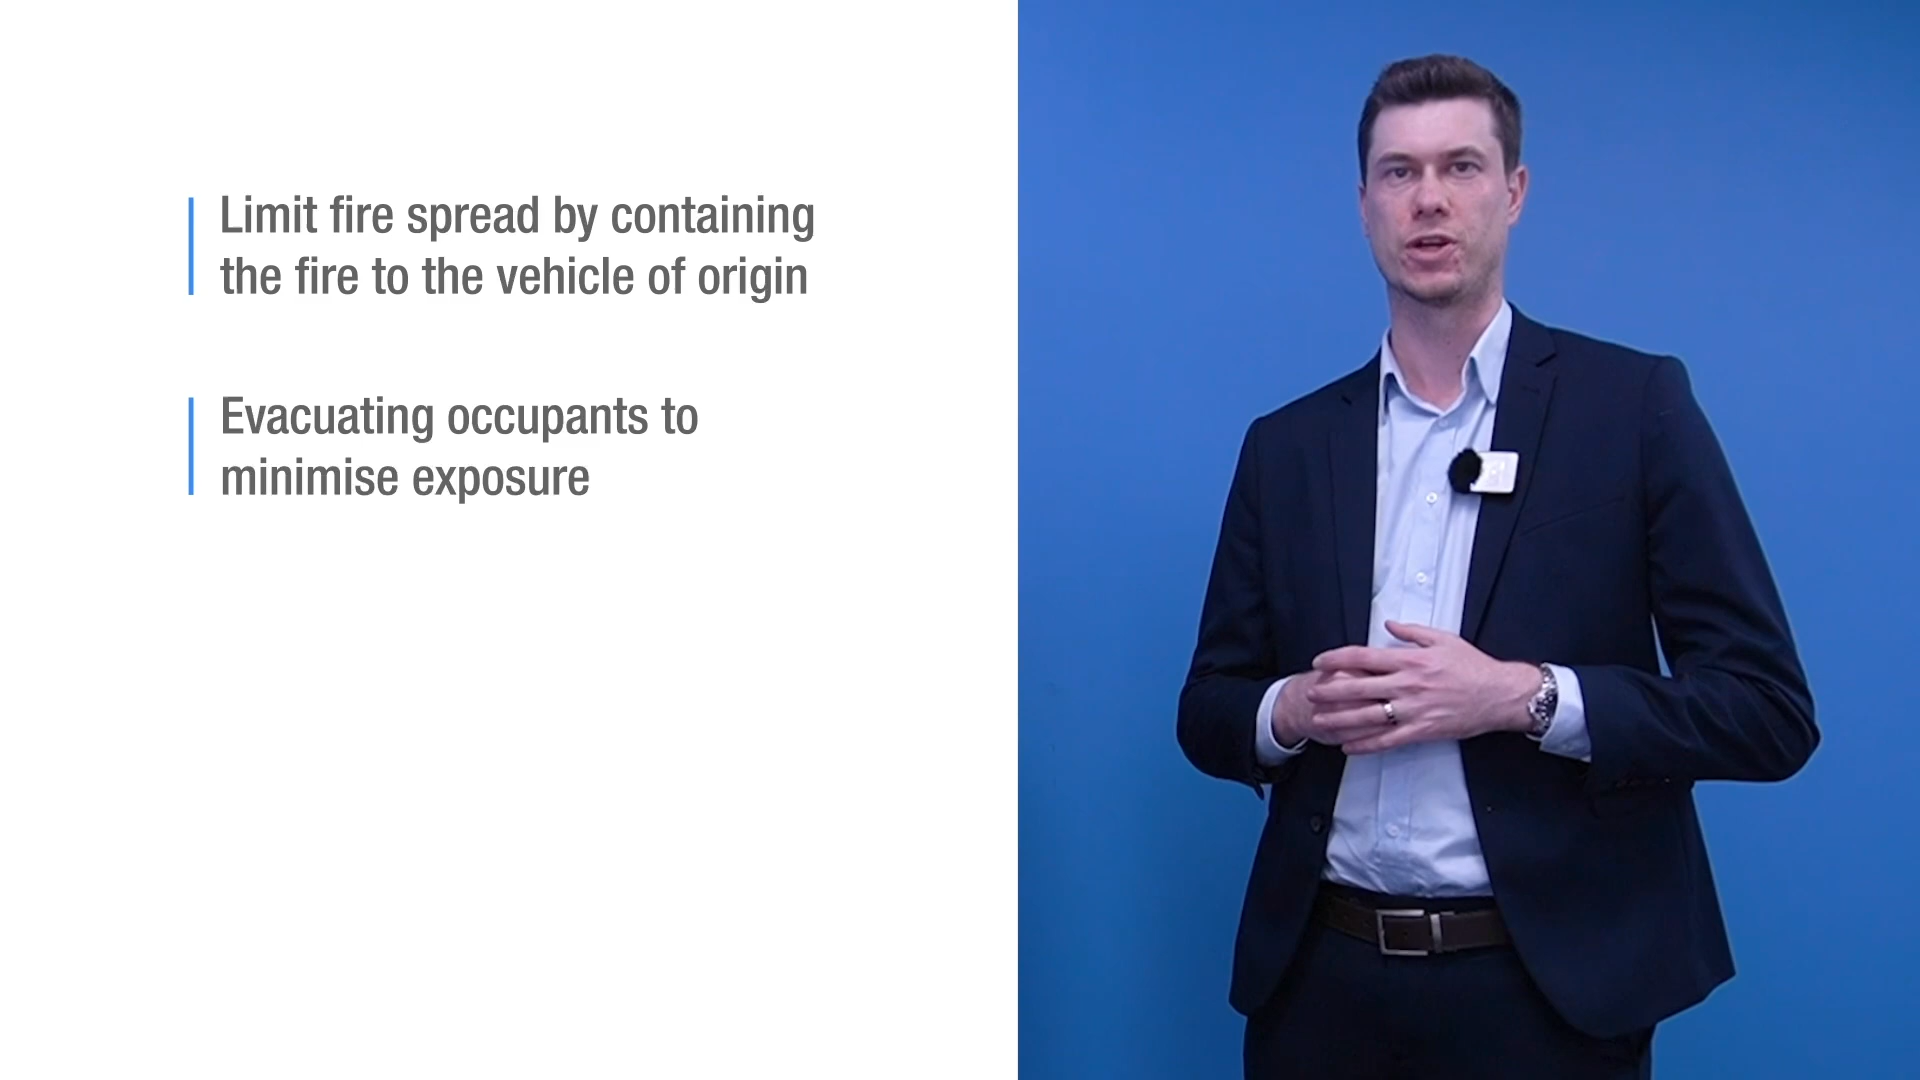 Limit fire spread by containing
the fire to the vehicle of origin
Evacuating occupants to
minimise exposure